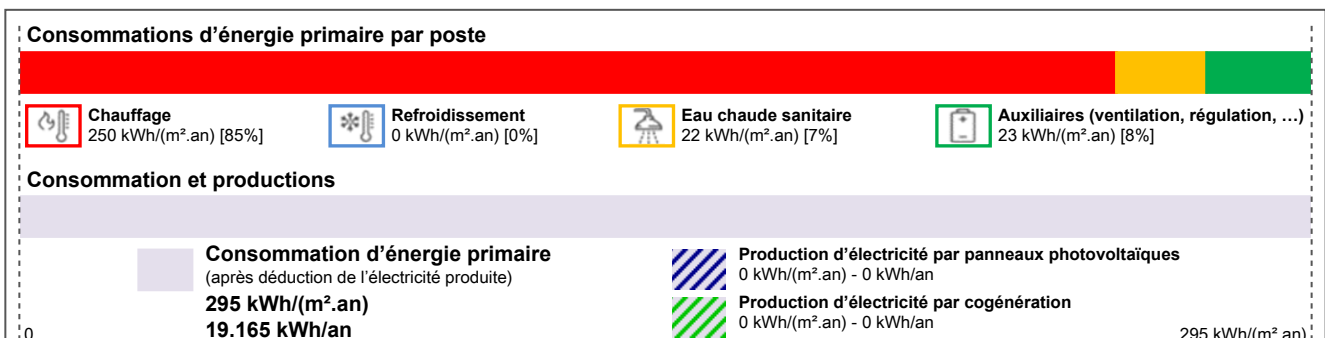 Consommations d'énergie primaire par poste
Chauffage
250 kWh/(m².an) [85%]
Refroidissement
0 kWh/(m².an) [0%]
Eau chaude sanitaire
22 kWh/(m².an) [7%]
Auxiliaires (ventilation, régulation, …)
23 kWh/(m².an) [8%]
Consommation et productions
Consommation d'énergie primaire
(après déduction de l'électricité produite)
295 kWh/(m².an)
19.165 kWh/an
Production d'électricité par panneaux photovoltaïques
0 kWh/(m².an) - 0 kWh/an
Production d'électricité par cogénération
0 kWh/(m².an) - 0 kWh/an
0
295 kWh/(m².an)